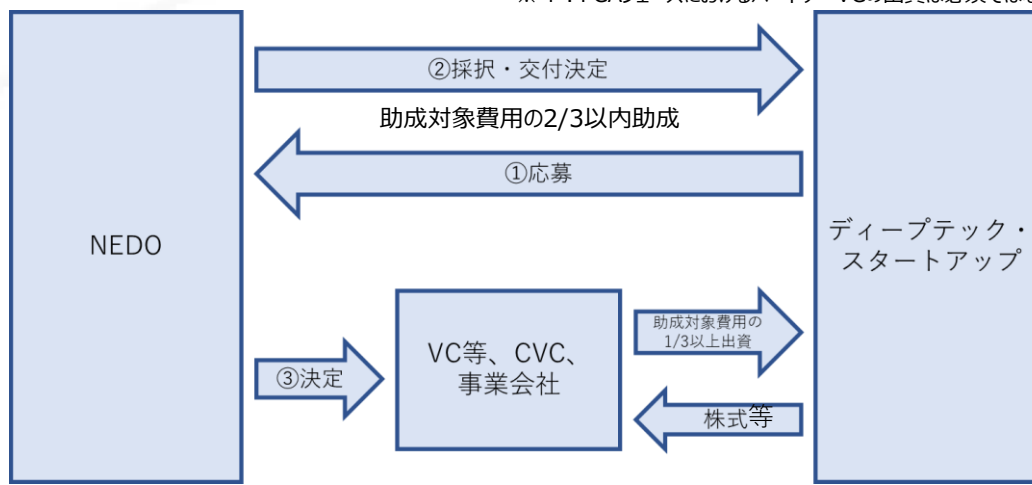 ②採択・交付決定
助成対象費用の2/3以内助成
①応募
NEDO
ディープテック・
スタートアップ
VC等、CVC、
事業会社
助成対象費用の
1/3以上出資
③決定
株式等